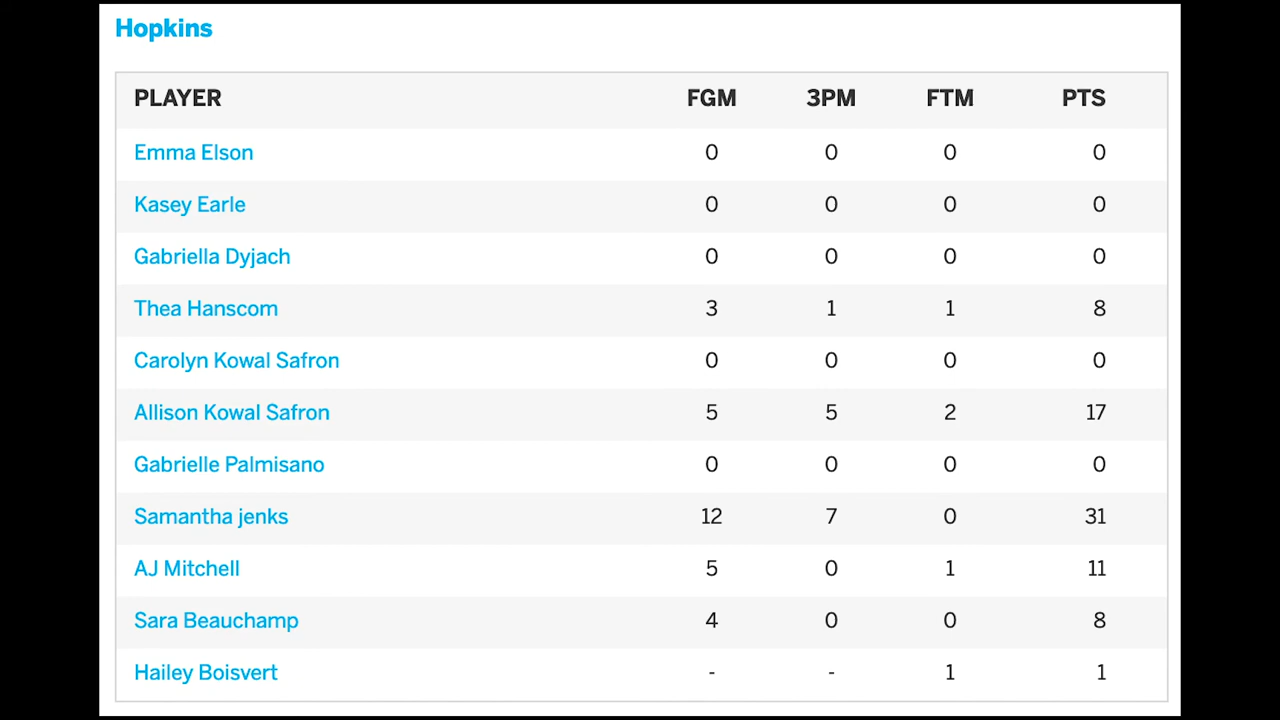 Hopkins
PLAYER FGM 3PM FTM PTS
Emma Elson 0 0 0 0
Kasey Earle 0 0 0 0
Gabriella Dyjach 0 0 0 0
Thea Hanscom 3 1 1 8
Carolyn Kowal Safron 0 0 0 0
Allison Kowal Safron 5 5 2 17
Gabrielle Palmisano 0 0 0 0
Samantha jenks 12 7 0 31
AJ Mitchell 5 0 1 11
Sara Beauchamp 4 0 0 8
Hailey Boisvert - - 1 1